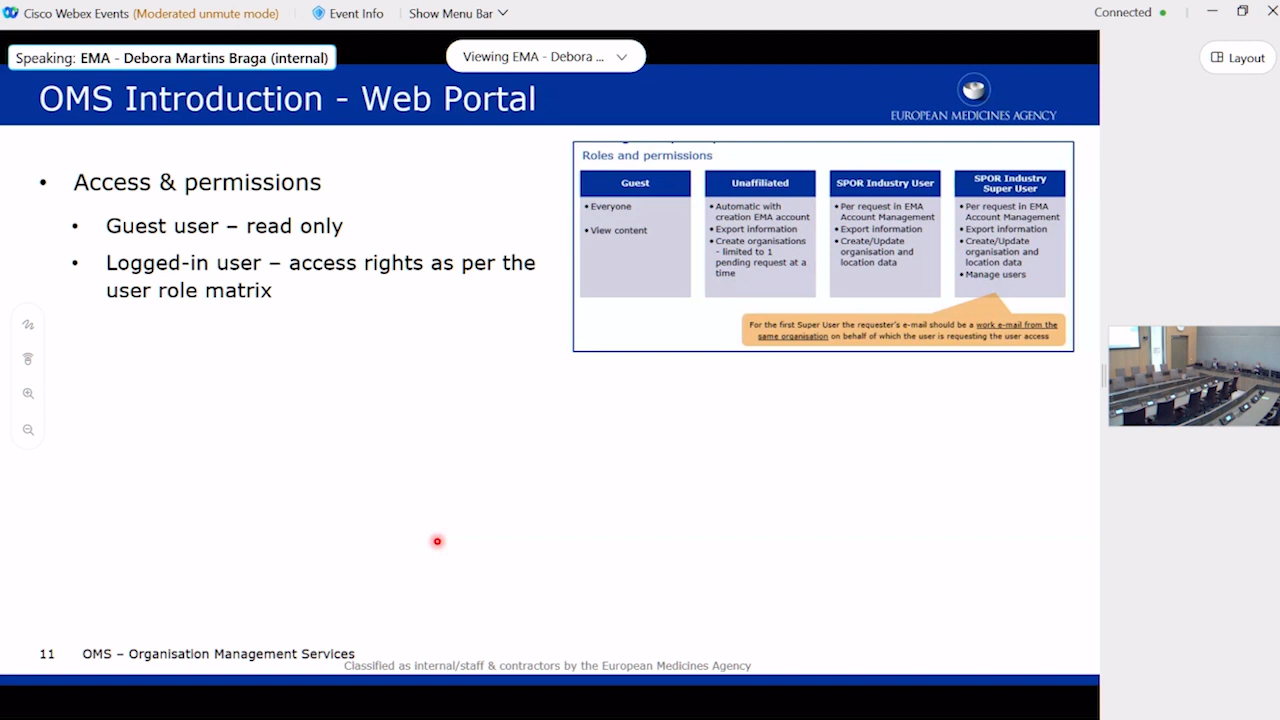 Cisco Webex Events (Moderated unmute mode)
Event Info
Show Menu Bar
Connected
Speaking: EMA - Debora Martins Braga (internal)
Viewing EMA - Debora ...
Layout
OMS Introduction - Web Portal
EUROPEAN MEDICINES AGENCY
• Access & permissions
• Guest user – read only
• Logged-in user – access rights as per the
user role matrix
Roles and permissions
Guest
• Everyone
• View content
Unaffiliated
• Automatic with
creation EMA account
• Export information
• Create organisations
- limited to 1
pending request at a
time
SPOR Industry User
• Per request in EMA
Account Management
• Export information
• Create/Update
organisation and
location data
SPOR Industry
Super User
• Per request in EMA
Account Management
• Export information
• Create/Update
organisation and
location data
• Manage users
For the first Super User the requester's e-mail should be a work e-mail from the
same organisation on behalf of which the user is requesting the user access
11 OMS – Organisation Management Services
Classified as internal/staff & contractors by the European Medicines Agency